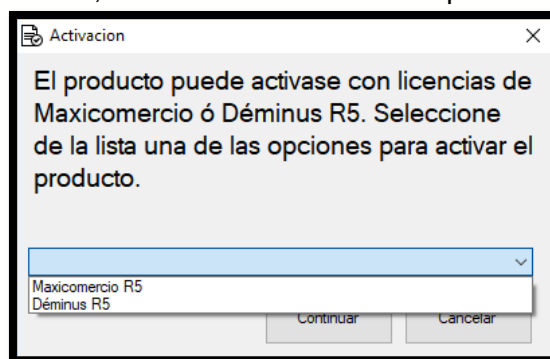 Activacion
El producto puede activase con licencias de
Maxicomercio ó Déminus R5. Seleccione
de la lista una de las opciones para activar el
producto.
Maxicomercio R5
Déminus R5
Continuar Cancelar